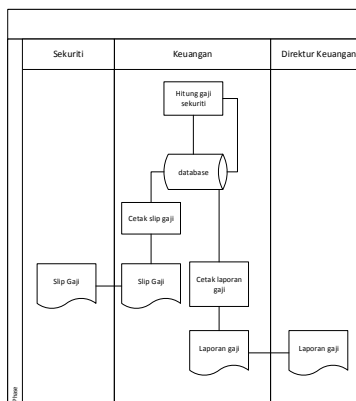 Sekuriti
Keuangan
Direktur Keuangan
Hitung gaji
sekuriti
database
Cetak slip gaji
Slip Gaji
Slip Gaji
Cetak laporan
gaji
Laporan gaji
Laporan gaji
Phase